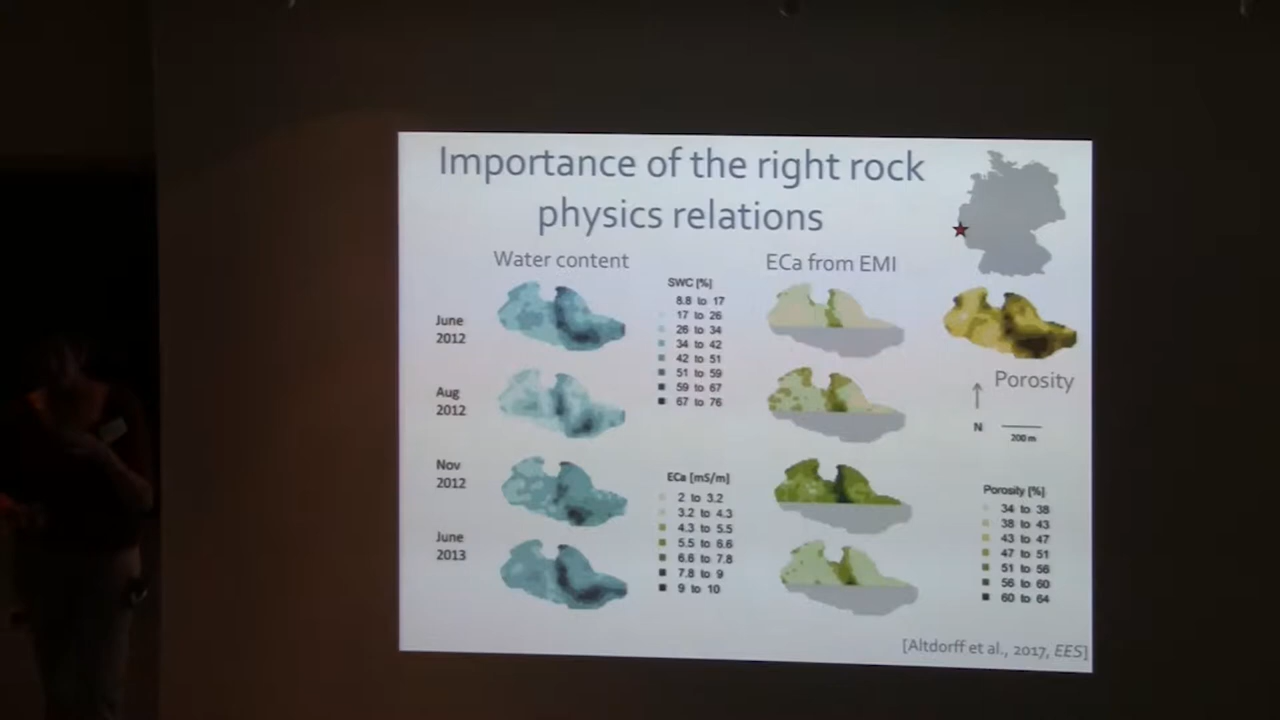 Importance of the right rock
physics relations
Water content
ECa from EMI
June
2012
Aug
2012
Nov
2012
June
2013
SWC [%]
8.8 to 17
17 to 26
26 to 34
34 to 42
42 to 51
51 to 59
59 to 67
67 to 76
ECa [mS/m]
2 to 3.2
3.2 to 4.3
4.3 to 5.5
5.5 to 6.6
6.6 to 7.8
7.8 to 9
9 to 10
Porosity
N
200 m
Porosity [%]
34 to 38
38 to 43
43 to 47
47 to 51
51 to 56
56 to 60
60 to 64
[Altdorff et al., 2017, EES]